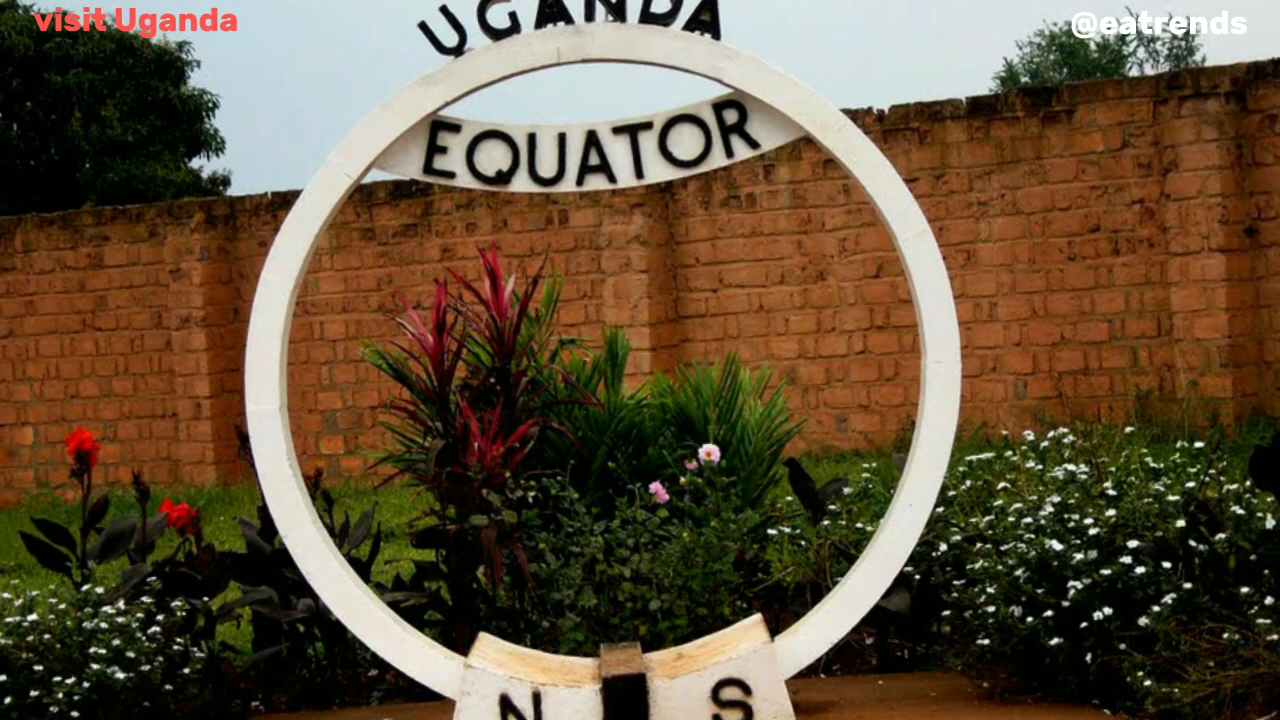 visit Uganda
@eatrends
UGANDA
EQUATOR
N S